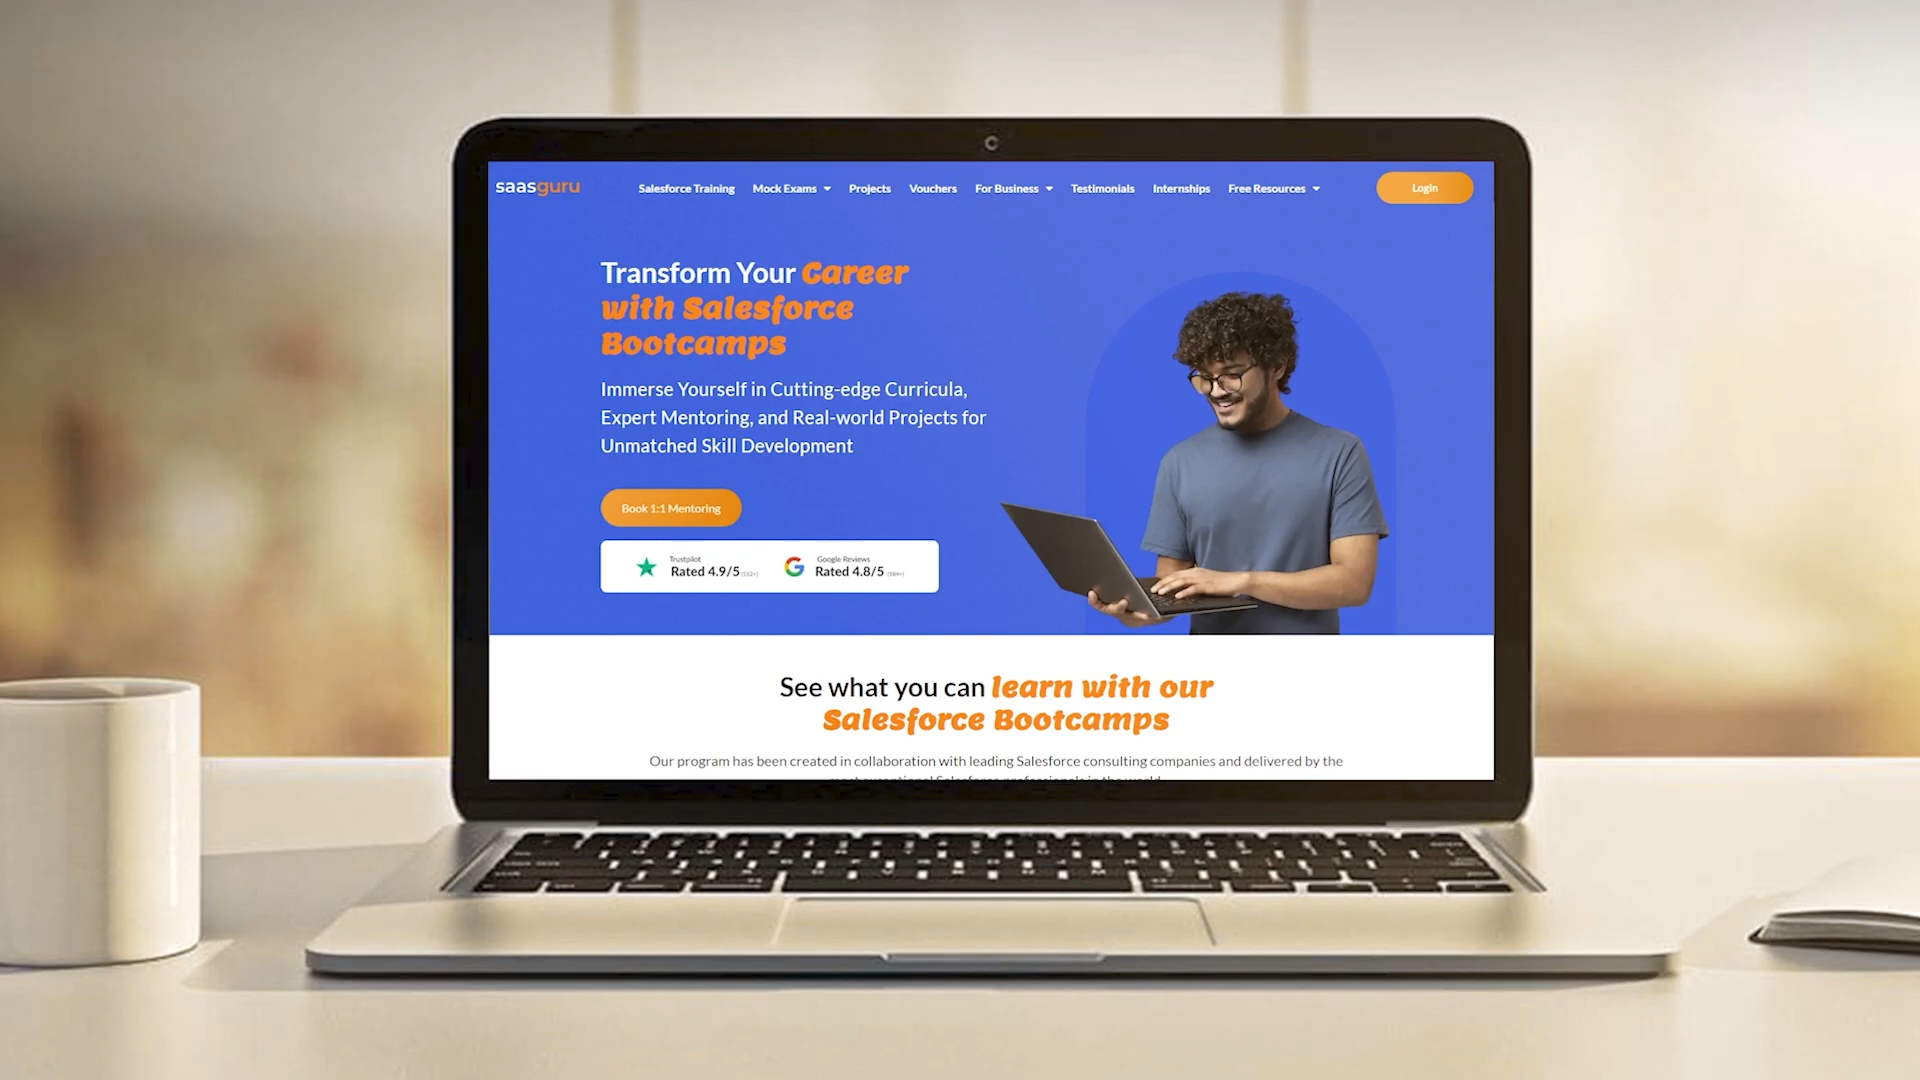 saasguru
Salesforce Training
Mock Exams
Projects
Vouchers
For Business
Testimonials
Internships
Free Resources
Login
Transform Your Career
with Salesforce
Bootcamps
Immerse Yourself in Cutting-edge Curricula,
Expert Mentoring, and Real-world Projects for
Unmatched Skill Development
Book 1:1 Mentoring
Trustpilot
Rated 4.9/5
Google Reviews
Rated 4.8/5
See what you can learn with our
Salesforce Bootcamps
Our program has been created in collaboration with leading Salesforce consulting companies and delivered by the